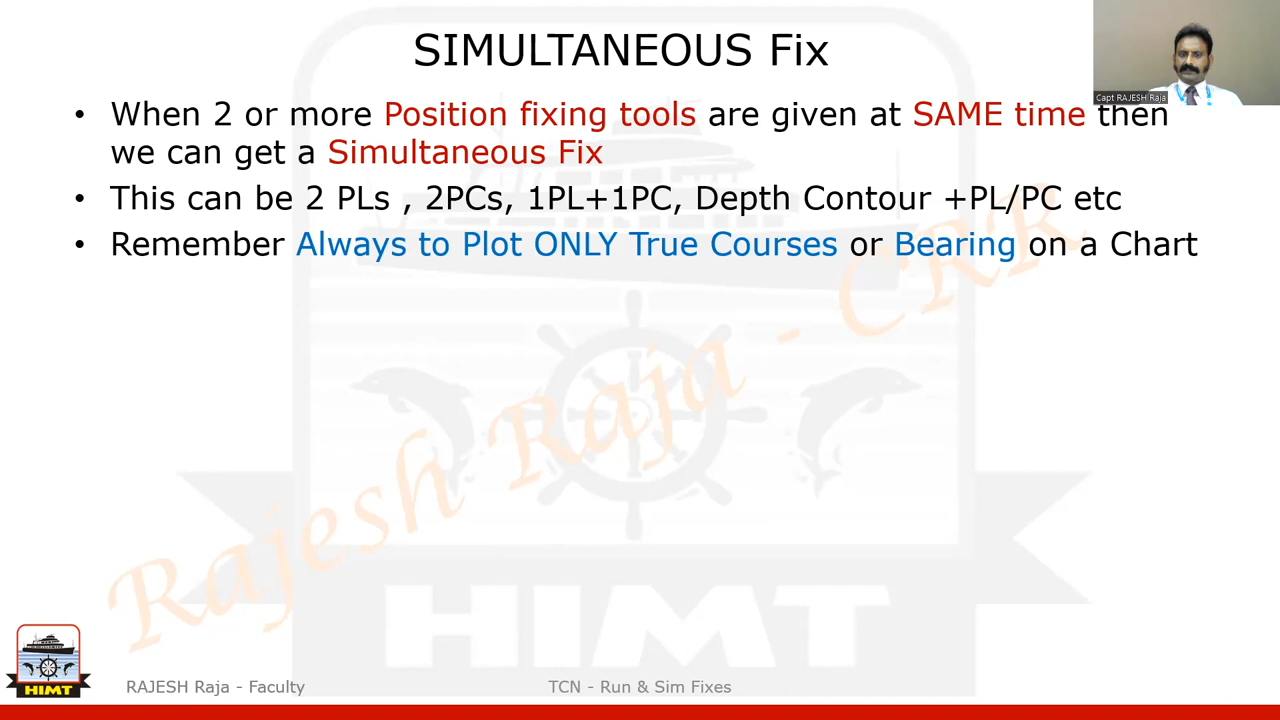 SIMULTANEOUS Fix
Capt RAJESH Raja
• When 2 or more Position fixing tools are given at SAME time then
we can get a Simultaneous Fix
• This can be 2 PLs , 2PCs, 1PL+1PC, Depth Contour +PL/PC etc
• Remember Always to Plot ONLY True Courses or Bearing on a Chart
Rajesh Raja - CRR
HIMT
HIMT
RAJESH Raja - Faculty
TCN - Run & Sim Fixes